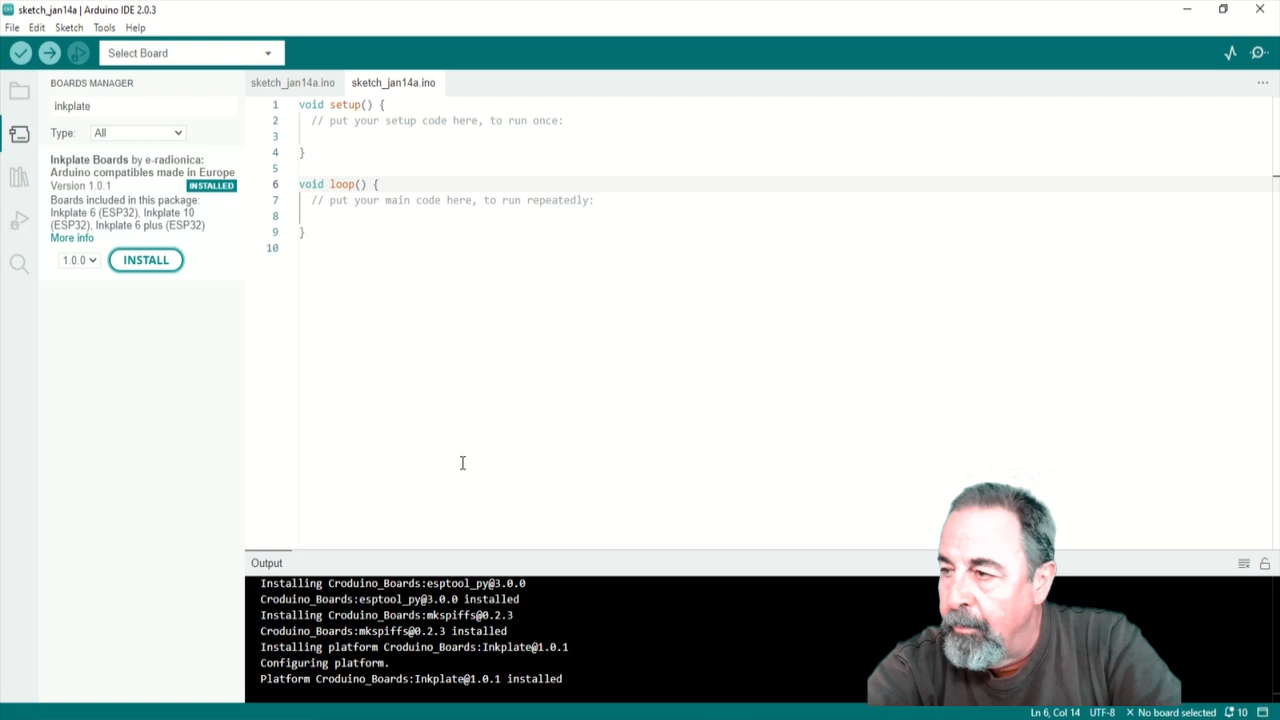 sketch_jan14a | Arduino IDE 2.0.3
File Edit Sketch Tools Help
Select Board
BOARDS MANAGER
inkplate
Type: All
Inkplate Boards by e-radionica:
Arduino compatibles made in Europe
Version 1.0.1 INSTALLED
Boards included in this package:
Inkplate 6 (ESP32), Inkplate 10
(ESP32), Inkplate 6 plus (ESP32)
More info
1.0.0 INSTALL
sketch_jan14a.ino sketch_jan14a.ino
1 void setup() {
2 // put your setup code here, to run once:
3
4 }
5
6 void loop() {
7 // put your main code here, to run repeatedly:
8
9 }
10
Output
Installing Croduino_Boards:esptool_py@3.0.0
Croduino_Boards:esptool_py@3.0.0 installed
Installing Croduino_Boards:mkspiffs@0.2.3
Croduino_Boards:mkspiffs@0.2.3 installed
Installing platform Croduino_Boards:Inkplate@1.0.1
Configuring platform.
Platform Croduino_Boards:Inkplate@1.0.1 installed
Ln 6, Col 14 UTF-8 No board selected 10